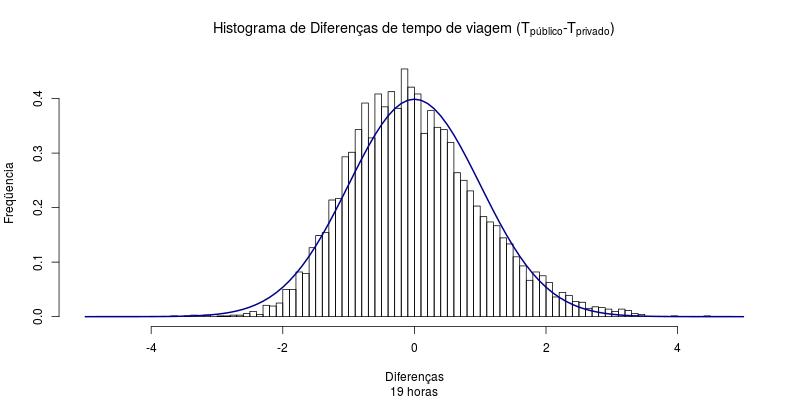 Histograma de Diferenças de tempo de viagem (Tpúblico-Tprivado)
Freqüencia
0.4
0.3
0.2
0.1
0.0
-4 -2 0 2 4
Diferenças
19 horas